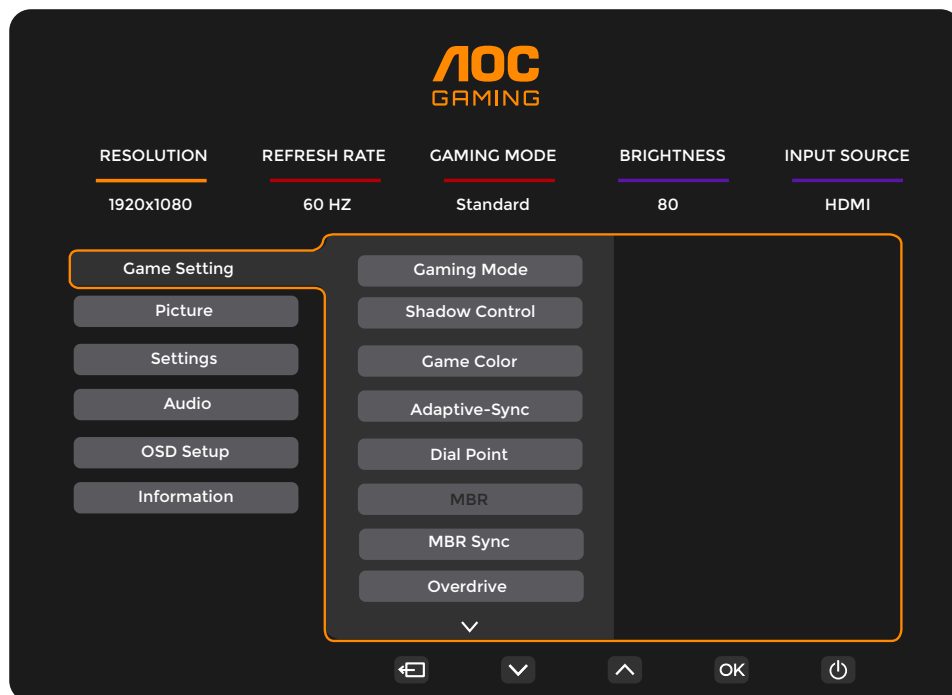 AOC
GAMING
RESOLUTION REFRESH RATE GAMING MODE BRIGHTNESS INPUT SOURCE
1920x1080 60 HZ Standard 80 HDMI
Game Setting
Picture
Settings
Audio
OSD Setup
Information
Gaming Mode
Shadow Control
Game Color
Adaptive-Sync
Dial Point
MBR
MBR Sync
Overdrive
OK